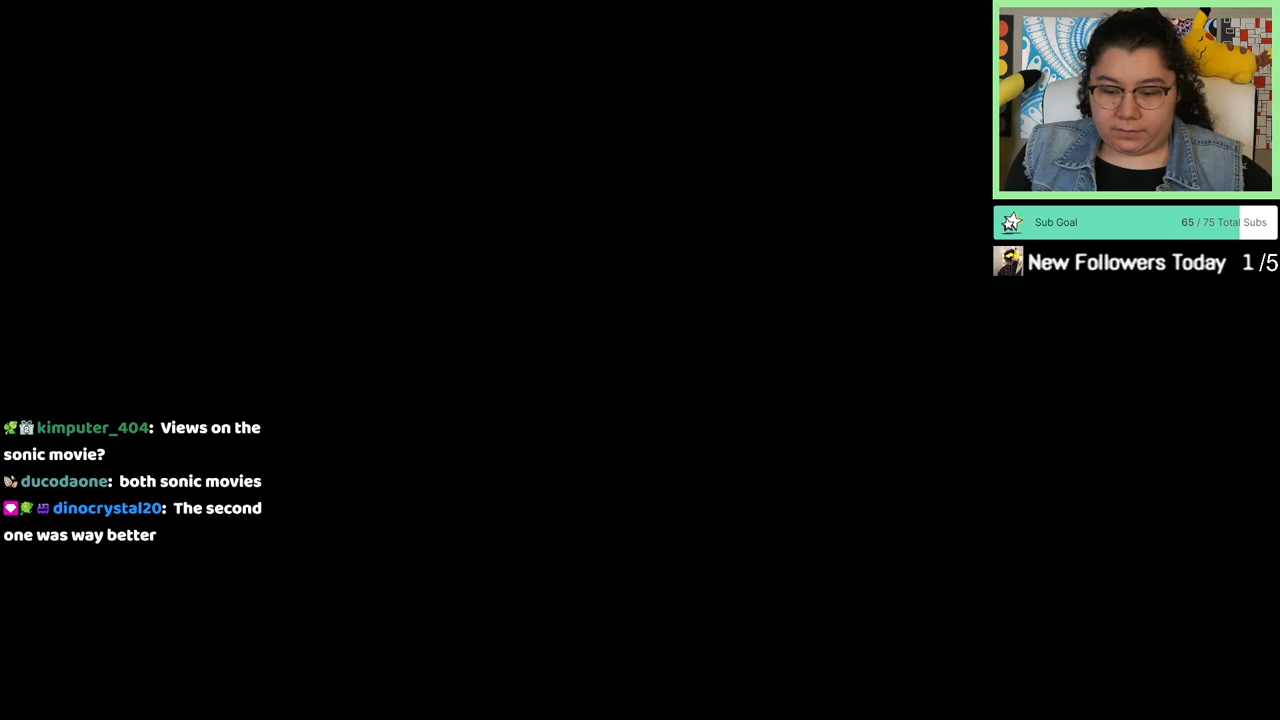 Sub Goal 65 / 75 Total Subs
New Followers Today 1 /5
kimputer_404: Views on the
sonic movie?
ducodaone: both sonic movies
dinocrystal20: The second
one was way better